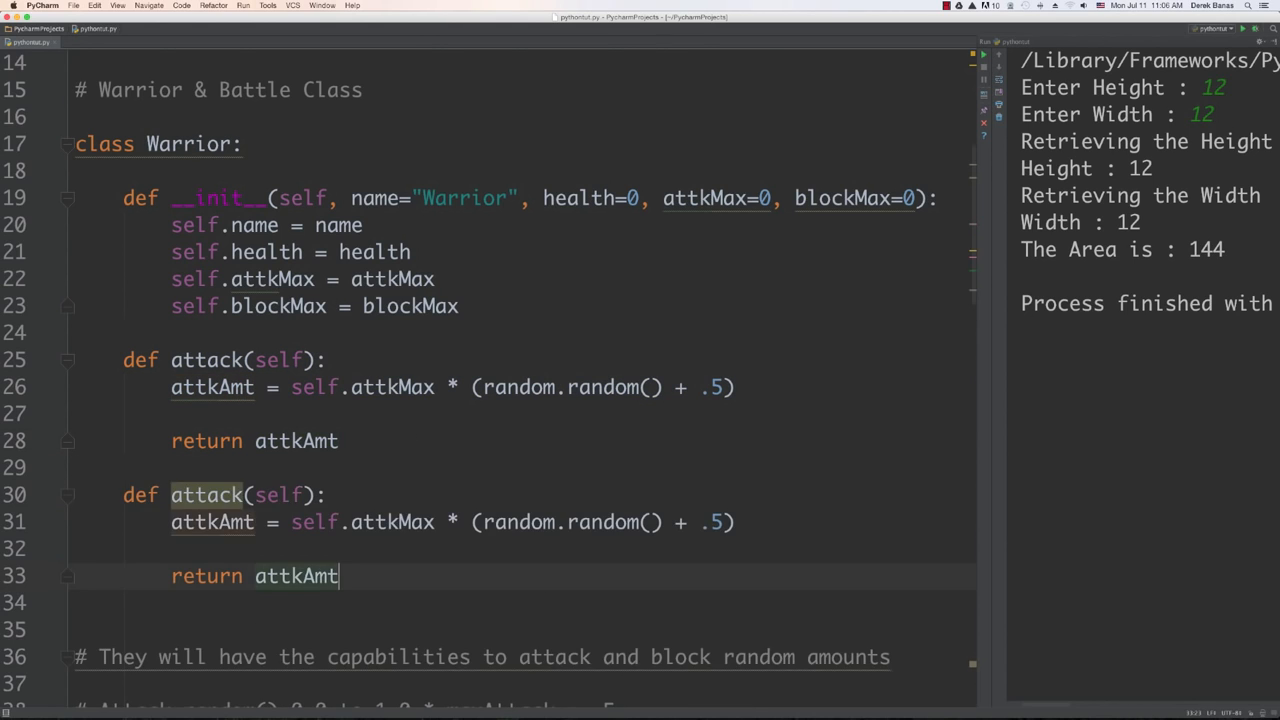 PyCharm File Edit View Navigate Code Refactor Run Tools VCS Window Help
10 Mon Jul 11 11:06 AM Derek Banas
pythontut.py - PycharmProjects - [~/PycharmProjects]
PycharmProjects pythontut.py
pythontut
pythontut.py
Run pythontut
14
15 # Warrior & Battle Class
16
17 class Warrior:
18
19 def __init__(self, name="Warrior", health=0, attkMax=0, blockMax=0):
20 self.name = name
21 self.health = health
22 self.attkMax = attkMax
23 self.blockMax = blockMax
24
25 def attack(self):
26 attkAmt = self.attkMax * (random.random() + .5)
27
28 return attkAmt
29
30 def attack(self):
31 attkAmt = self.attkMax * (random.random() + .5)
32
33 return attkAmt
34
35
36 # They will have the capabilities to attack and block random amounts
37
/Library/Frameworks/Py
Enter Height : 12
Enter Width : 12
Retrieving the Height
Height : 12
Retrieving the Width
Width : 12
The Area is : 144
Process finished with
33:23 LF UTF-8